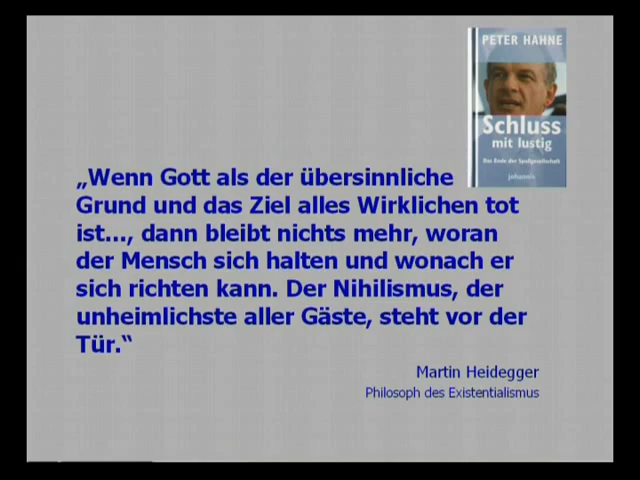 PETER HAHNE
Schluss
mit lustig
Das Ende der Spaßgesellschaft
johannis
„Wenn Gott als der übersinnliche
Grund und das Ziel alles Wirklichen tot
ist..., dann bleibt nichts mehr, woran
der Mensch sich halten und wonach er
sich richten kann. Der Nihilismus, der
unheimlichste aller Gäste, steht vor der
Tür.“
Martin Heidegger
Philosoph des Existentialismus